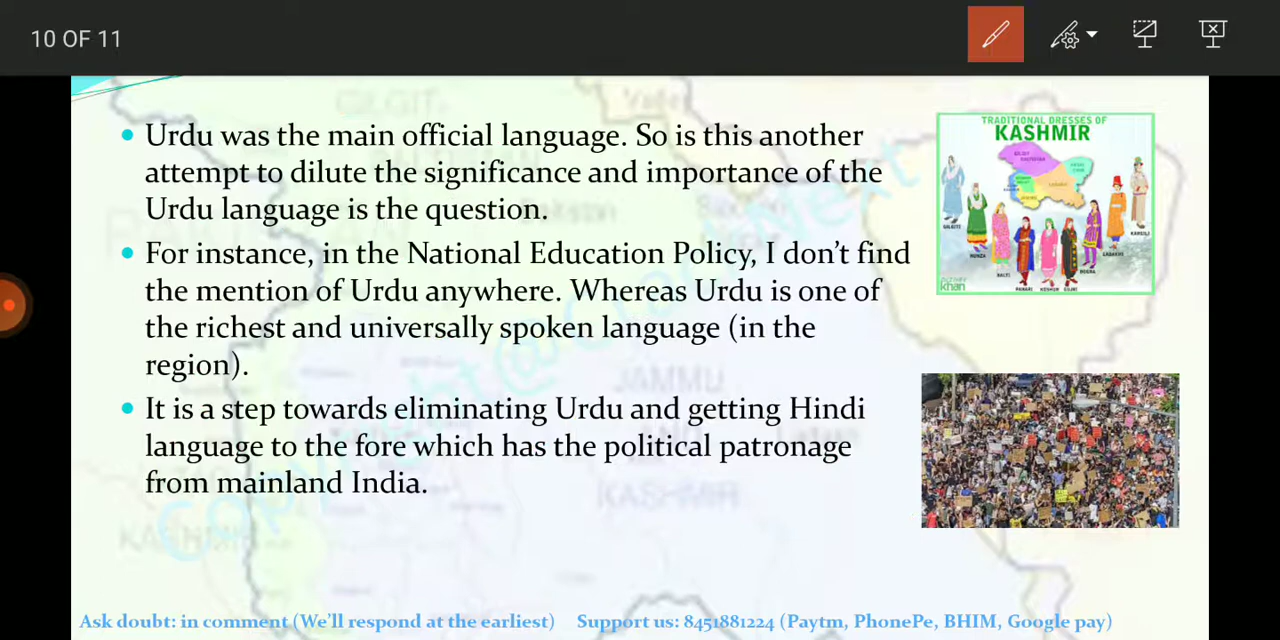 10 OF 11
Urdu was the main official language. So is this another
attempt to dilute the significance and importance of the
Urdu language is the question.
For instance, in the National Education Policy, I don't find
the mention of Urdu anywhere. Whereas Urdu is one of
the richest and universally spoken language (in the
region).
It is a step towards eliminating Urdu and getting Hindi
language to the fore which has the political patronage
from mainland India.
TRADITIONAL DRESSES OF
KASHMIR
GILGIT
JAMMU
AND
KASHMIR
Ask doubt: in comment (We'll respond at the earliest) Support us: 8451881224 (Paytm, PhonePe, BHIM, Google pay)